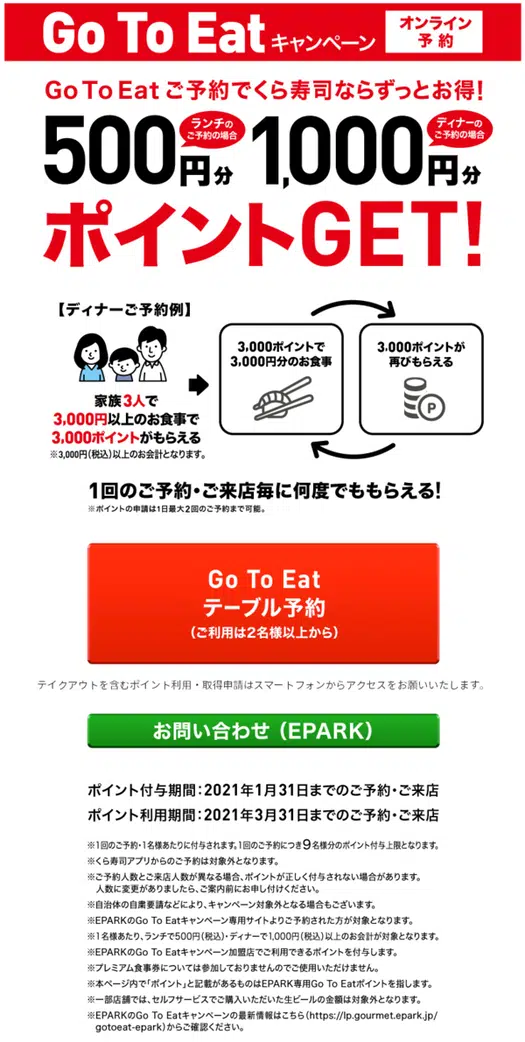 Go To Eat キャンペーン オンライン予約
Go To Eat ご予約でくら寿司ならずっとお得！
ランチのご予約の場合
500円分
ディナーのご予約の場合
1,000円分
ポイントGET！
【ディナーご予約例】
家族3人で
3,000円以上のお食事で
3,000ポイントがもらえる
※3,000円（税込）以上のお会計となります。
3,000ポイントで
3,000円分のお食事
3,000ポイントが
再びもらえる
P
1回のご予約・ご来店毎に何度でももらえる！
※ポイントの申請は1日最大2回のご予約まで可能。
Go To Eat
テーブル予約
（ご利用は2名様以上から）
テイクアウトを含むポイント利用・取得申請はスマートフォンからアクセスをお願いいたします。
お問い合わせ（EPARK）
ポイント付与期間：2021年1月31日までのご予約・ご来店
ポイント利用期間：2021年3月31日までのご予約・ご来店
※1回のご予約・1名様あたりに付与されます。1回のご予約につき9名様分のポイント付与上限となります。
※くら寿司アプリからのご予約は対象外となります。
※ご予約人数とご来店人数が異なる場合、ポイントが正しく付与されない場合があります。
人数に変更がありましたら、ご案内前にお申し付けください。
※自治体の自粛要請などにより、キャンペーン対象外となる場合もございます。
※EPARKのGo To Eatキャンペーン専用サイトよりご予約された方が対象となります。
※1名様あたり、ランチで500円（税込）・ディナーで1,000円（税込）以上のお会計が対象となります。
※EPARKのGo To Eatキャンペーン加盟店でご利用できるポイントを付与します。
※プレミアム食事券については参加しておりませんのでご使用いただけません。
※本ページ内で「ポイント」と記載があるものはEPARK専用Go To Eatポイントを指します。
※一部店舗では、セルフサービスでご購入いただいた生ビールの金額は対象外となります。
※EPARKのGo To Eatキャンペーンの最新情報はこちら（https://lp.gourmet.epark.jp/
gotoeat-epark）からご確認ください。